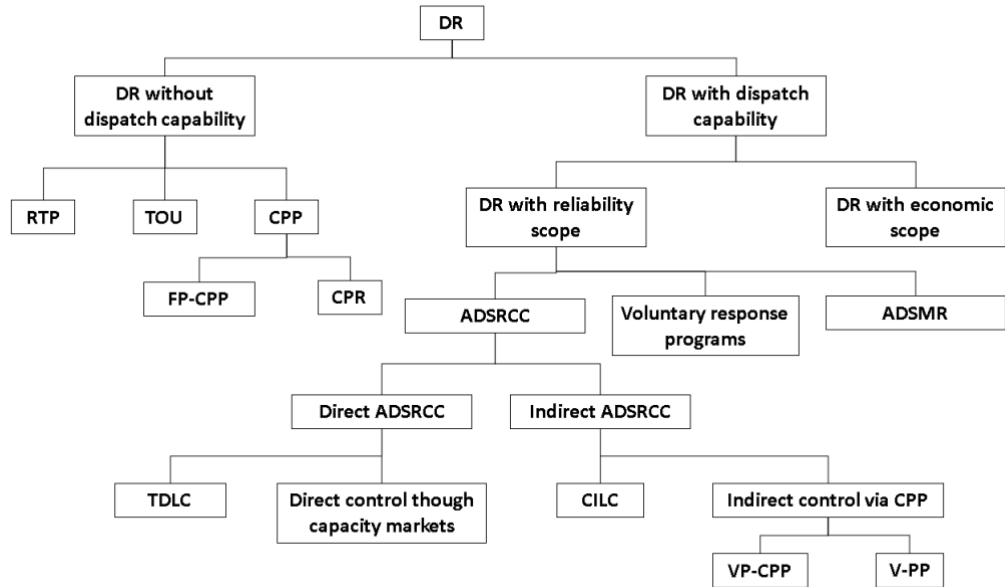 DR
DR without
dispatch capability
DR with dispatch
capability
RTP
TOU
CPP
DR with reliability
scope
DR with economic
scope
FP-CPP
CPR
ADSRCC
Voluntary response
programs
ADSMR
Direct ADSRCC
Indirect ADSRCC
TDLC
Direct control though
capacity markets
CILC
Indirect control via CPP
VP-CPP
V-PP